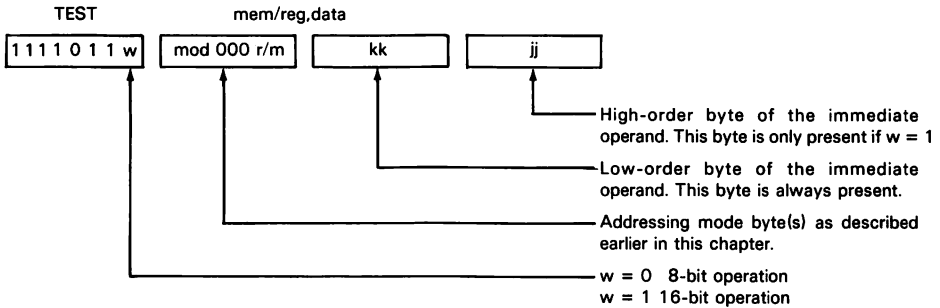 TEST mem/reg,data
1 1 1 1 0 1 1 w mod 000 r/m kk jj
High-order byte of the immediate
operand. This byte is only present if w = 1
Low-order byte of the immediate
operand. This byte is always present.
Addressing mode byte(s) as described
earlier in this chapter.
w = 0 8-bit operation
w = 1 16-bit operation